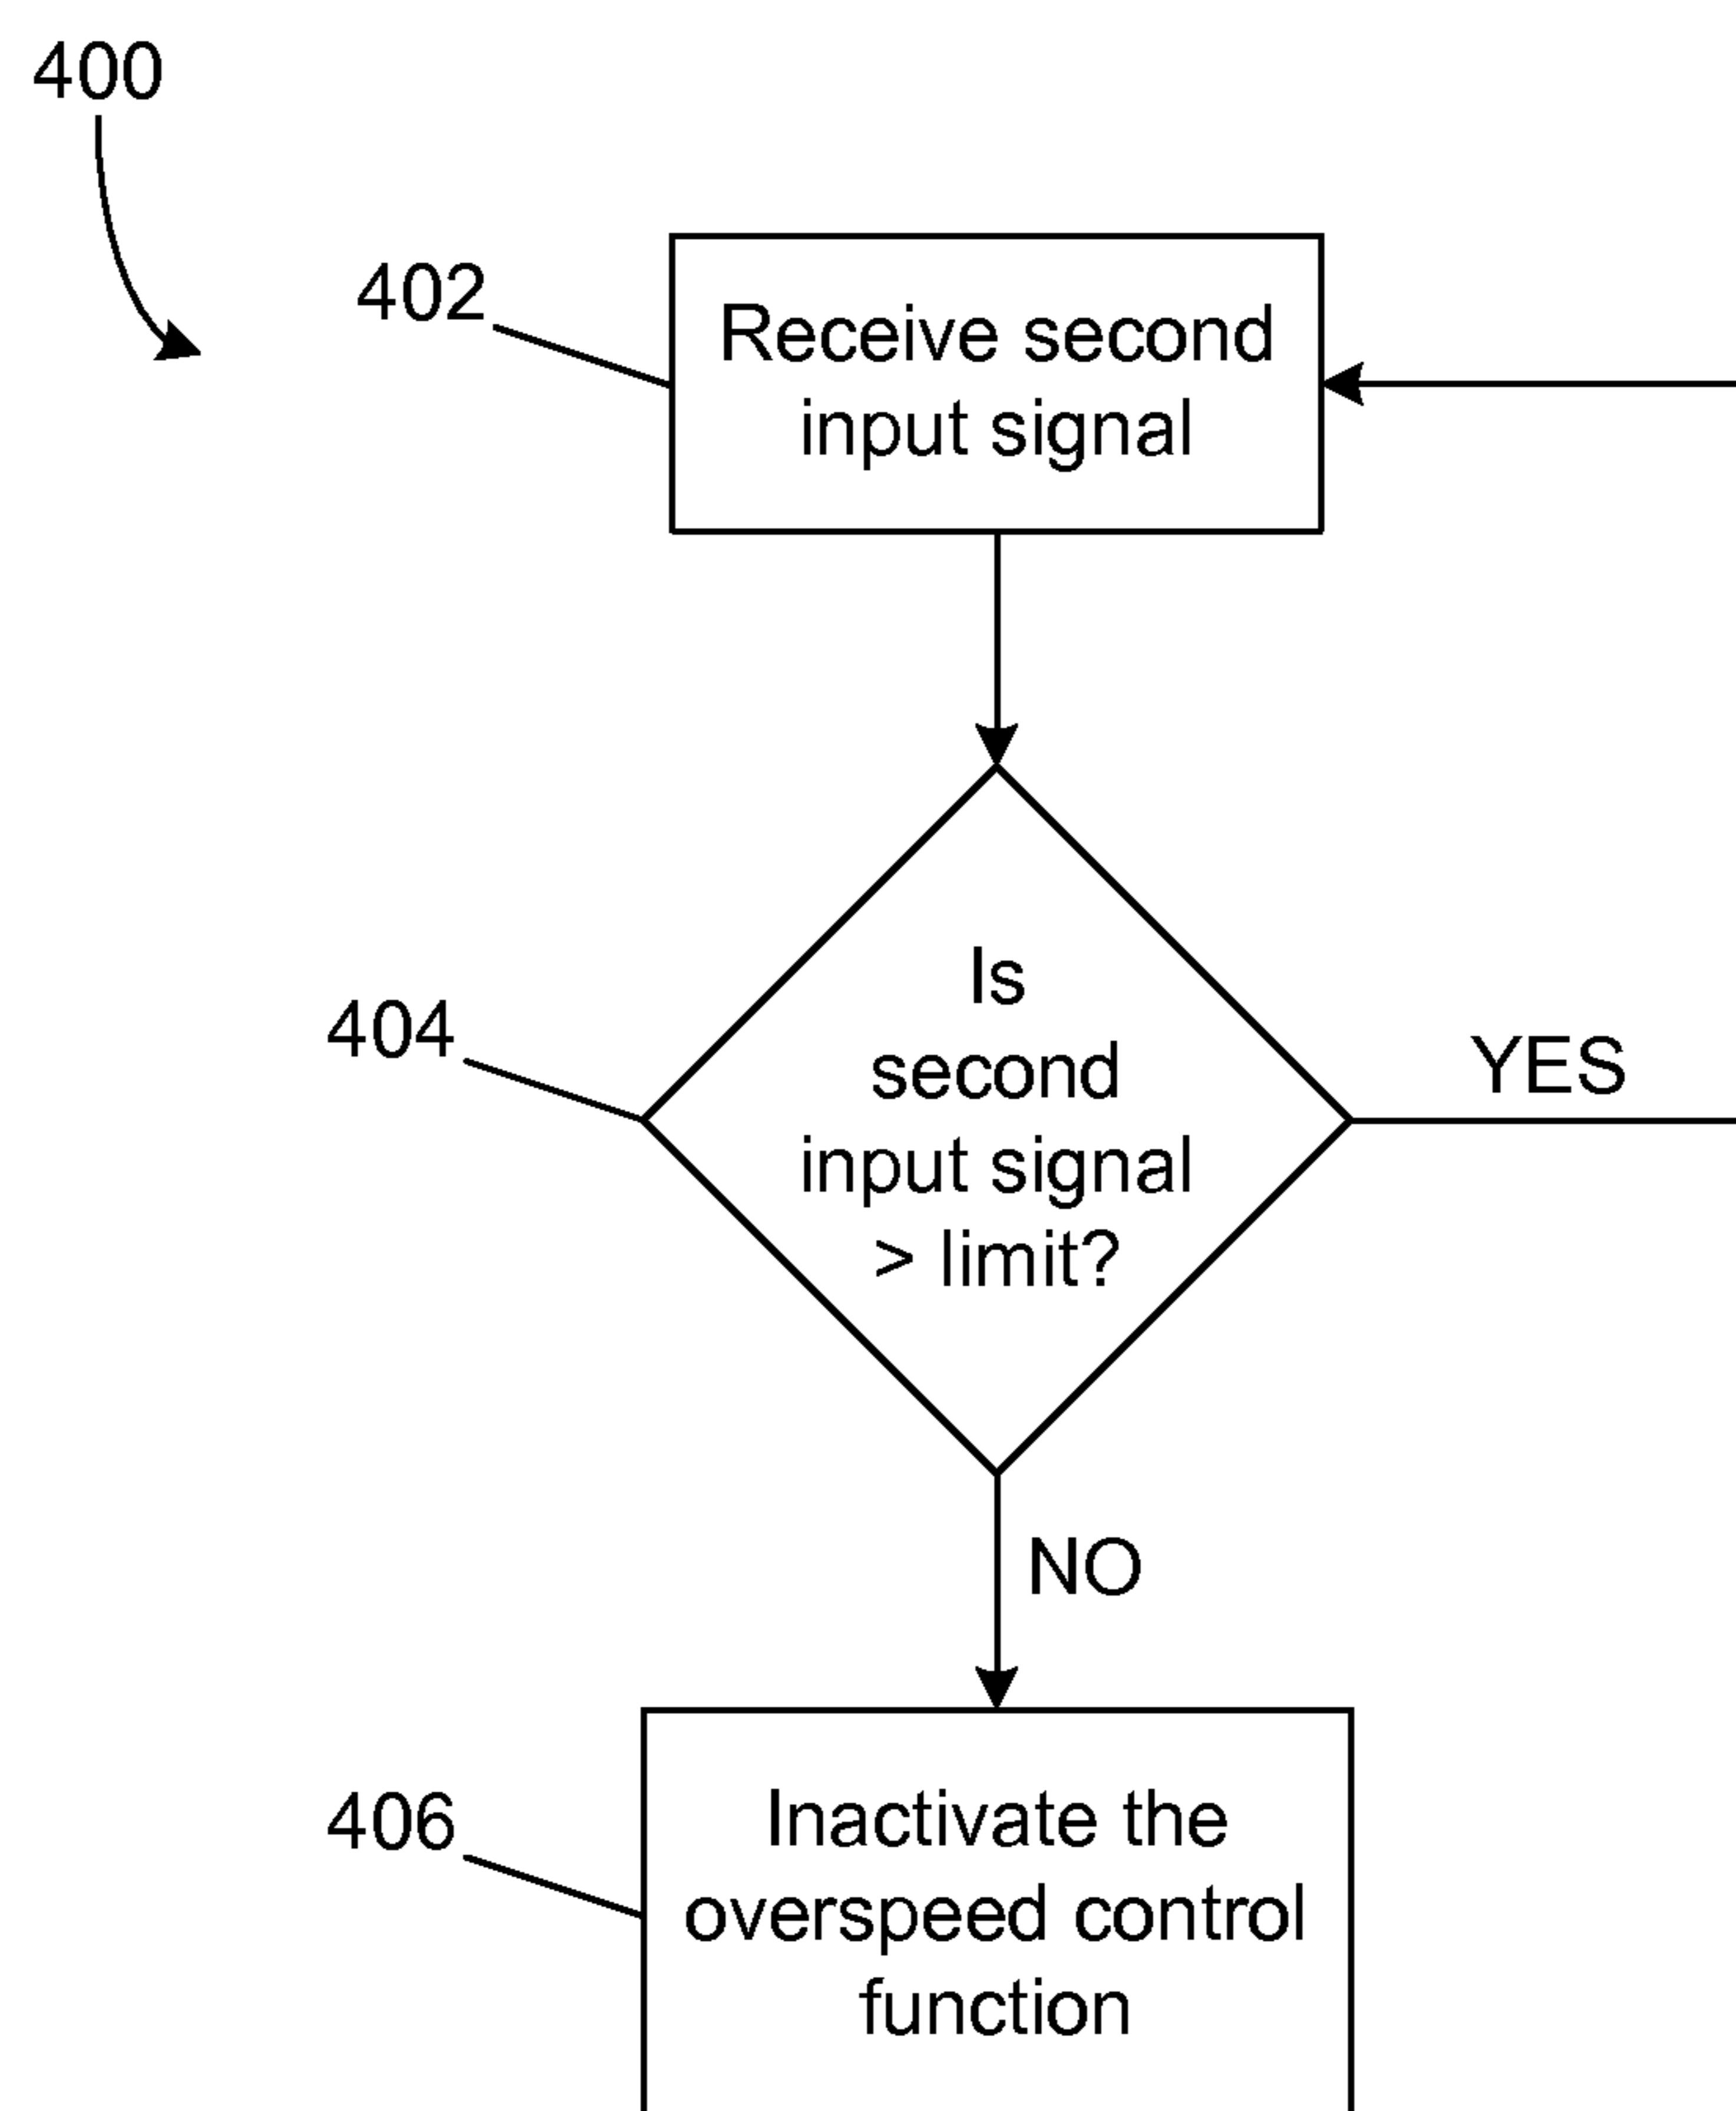 400
402
Receive second
input signal
404
Is
second
input signal
> limit?
YES
NO
406
Inactivate the
overspeed control
function